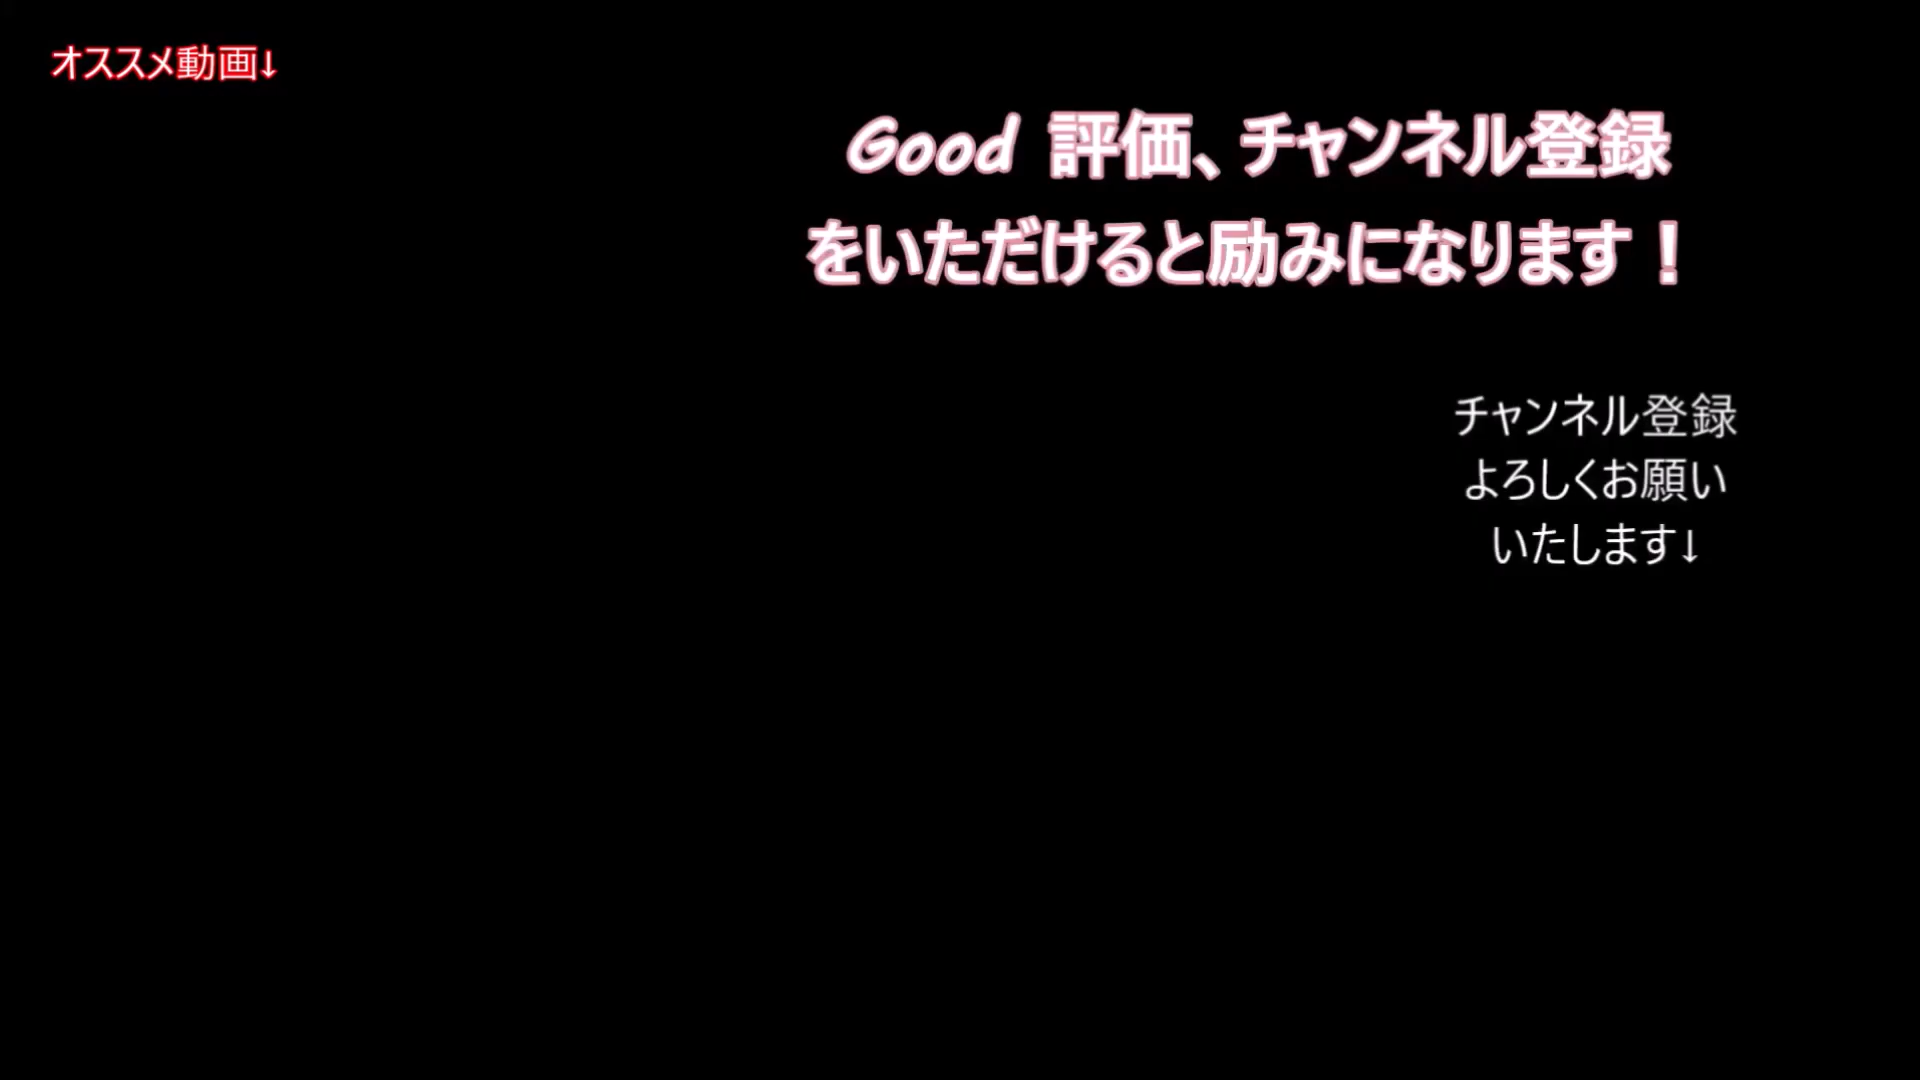 オススメ動画↓
Good 評価、チャンネル登録
をいただけると励みになります！
チャンネル登録
よろしくお願い
いたします↓